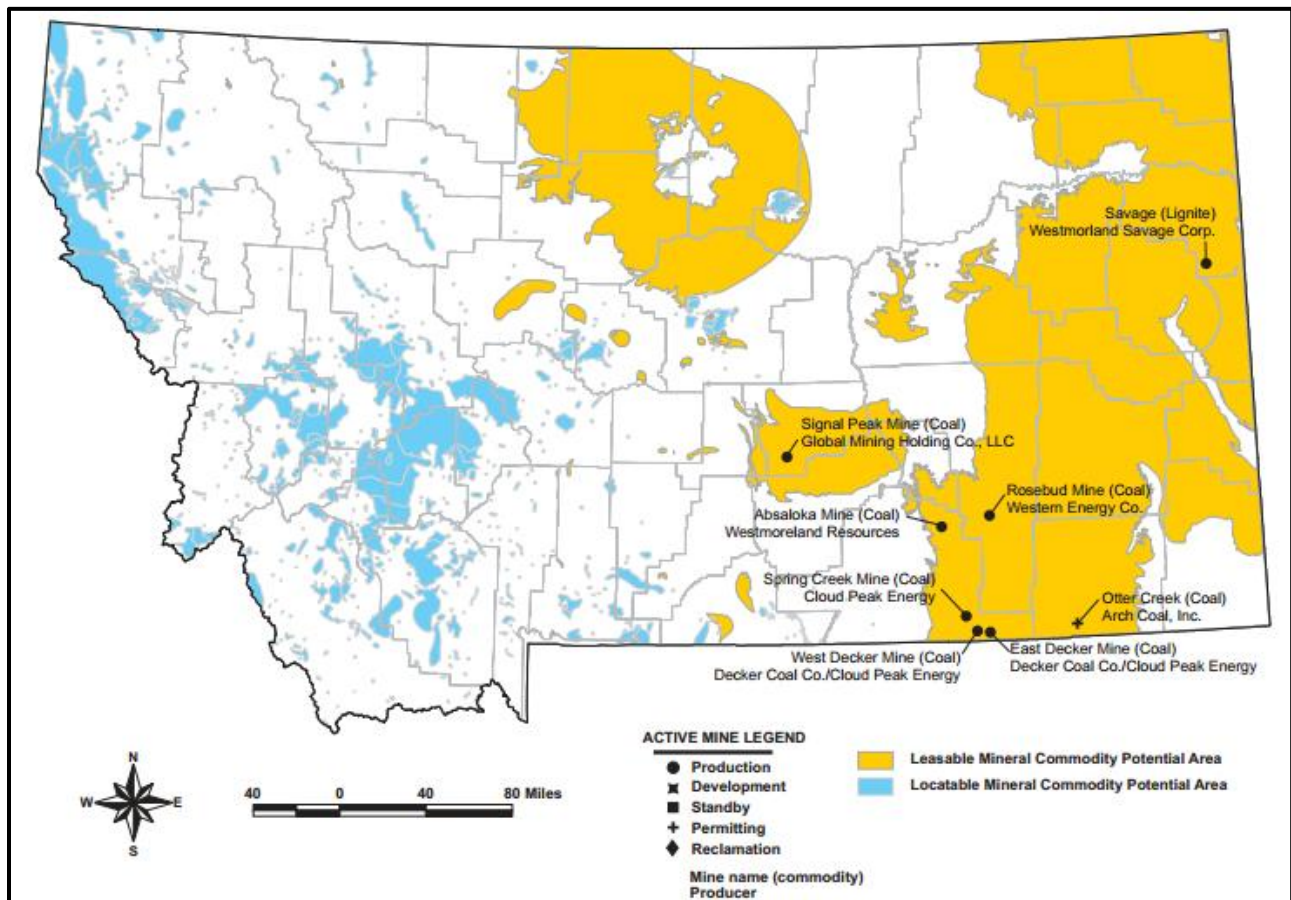 Savage (Lignite)
Westmorland Savage Corp.
Signal Peak Mine (Coal)
Global Mining Holding Co., LLC
Rosebud Mine (Coal)
Western Energy Co.
Absaloka Mine (Coal)
Westmoreland Resources
Spring Creek Mine (Coal)
Cloud Peak Energy
Otter Creek (Coal)
Arch Coal, Inc.
West Decker Mine (Coal)
Decker Coal Co./Cloud Peak Energy
East Decker Mine (Coal)
Decker Coal Co./Cloud Peak Energy
N
W E
S
40 0 40 80 Miles
ACTIVE MINE LEGEND
Production
Development
Standby
Permitting
Reclamation
Mine name (commodity)
Producer
Leasable Mineral Commodity Potential Area
Locatable Mineral Commodity Potential Area